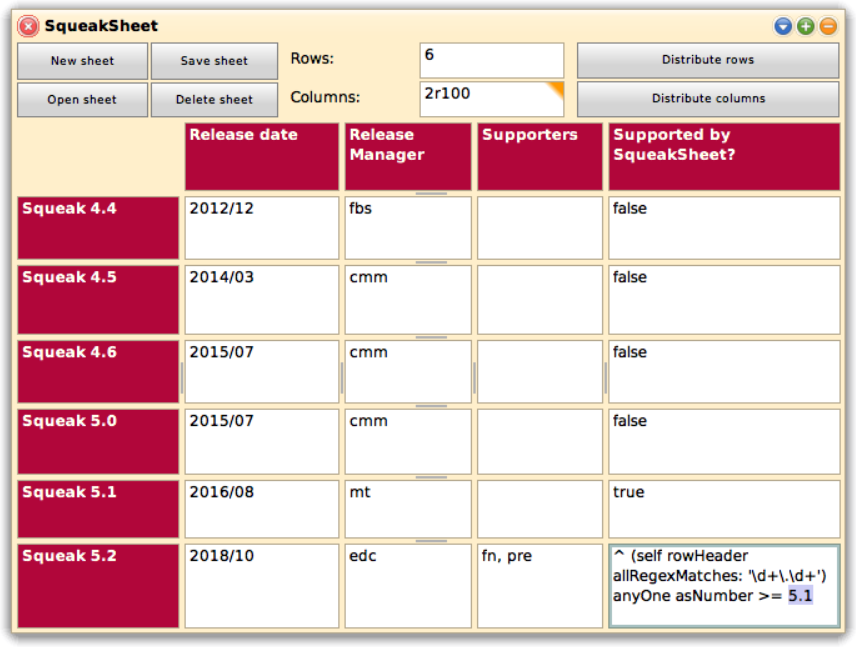 SqueakSheet
New sheet Save sheet Rows: 6 Distribute rows
Open sheet Delete sheet Columns: 2r100 Distribute columns
Release date Release Supporters Supported by
Manager SqueakSheet?
Squeak 4.4 2012/12 fbs false
Squeak 4.5 2014/03 cmm false
Squeak 4.6 2015/07 cmm false
Squeak 5.0 2015/07 cmm false
Squeak 5.1 2016/08 mt true
Squeak 5.2 2018/10 edc fn, pre ^ (self rowHeader
allRegexMatches: '\d+\.\d+')
anyOne asNumber >= 5.1